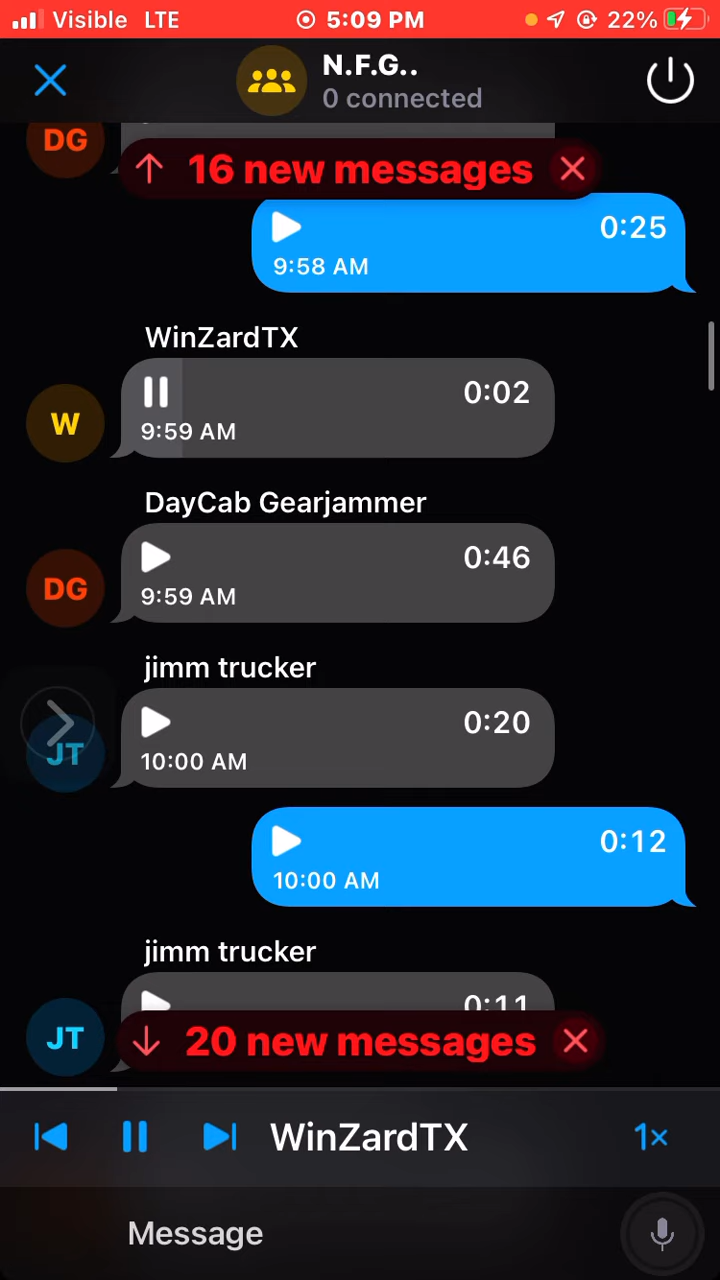 Visible LTE 5:09 PM 22%
N.F.G..
0 connected
DG
16 new messages
0:25
9:58 AM
WinZardTX
W
0:02
9:59 AM
DayCab Gearjammer
DG
0:46
9:59 AM
jimm trucker
JT
0:20
10:00 AM
0:12
10:00 AM
jimm trucker
JT
0:11
20 new messages
WinZardTX
1×
Message